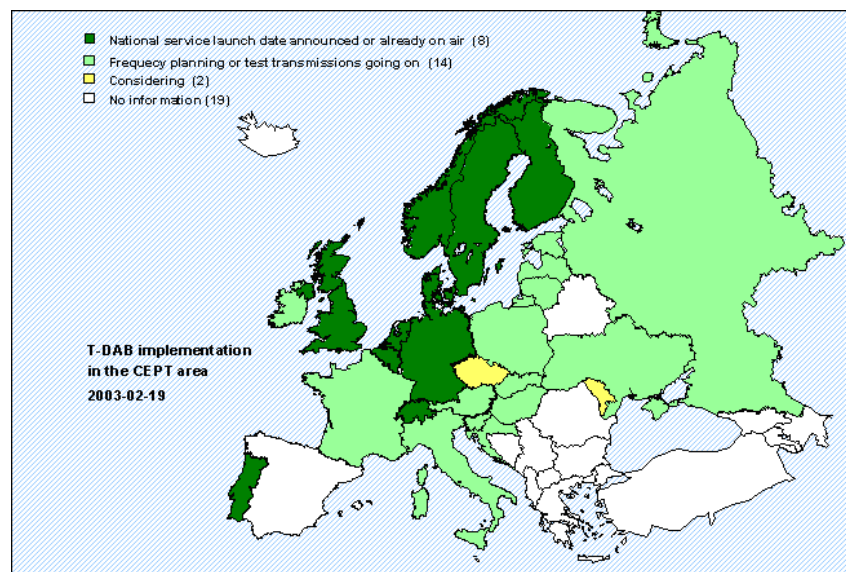 National service launch date announced or already on air (8)
Frequecy planning or test transmissions going on (14)
Considering (2)
No information (19)
T-DAB implementation
in the CEPT area
2003-02-19